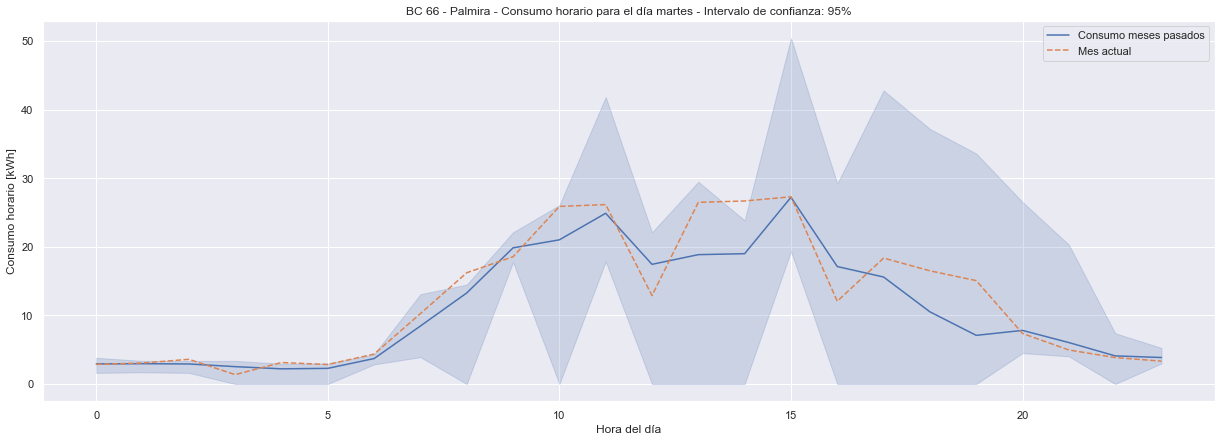 BC 66 - Palmira - Consumo horario para el día martes - Intervalo de confianza: 95%
Consumo meses pasados
Mes actual
Consumo horario [kWh]
50
40
30
20
10
0
0 5 10 15 20
Hora del día